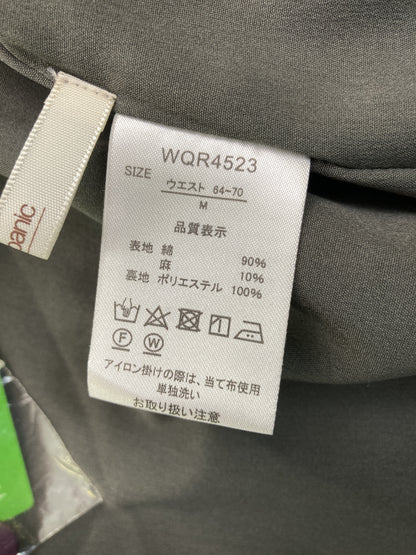 WQR4523
SIZE ウエスト 64~70
M
品質表示
表地 綿 90%
麻 10%
裏地 ポリエステル 100%
F W
アイロン掛けの際は、当て布使用
単独洗い
お取り扱い注意
panic